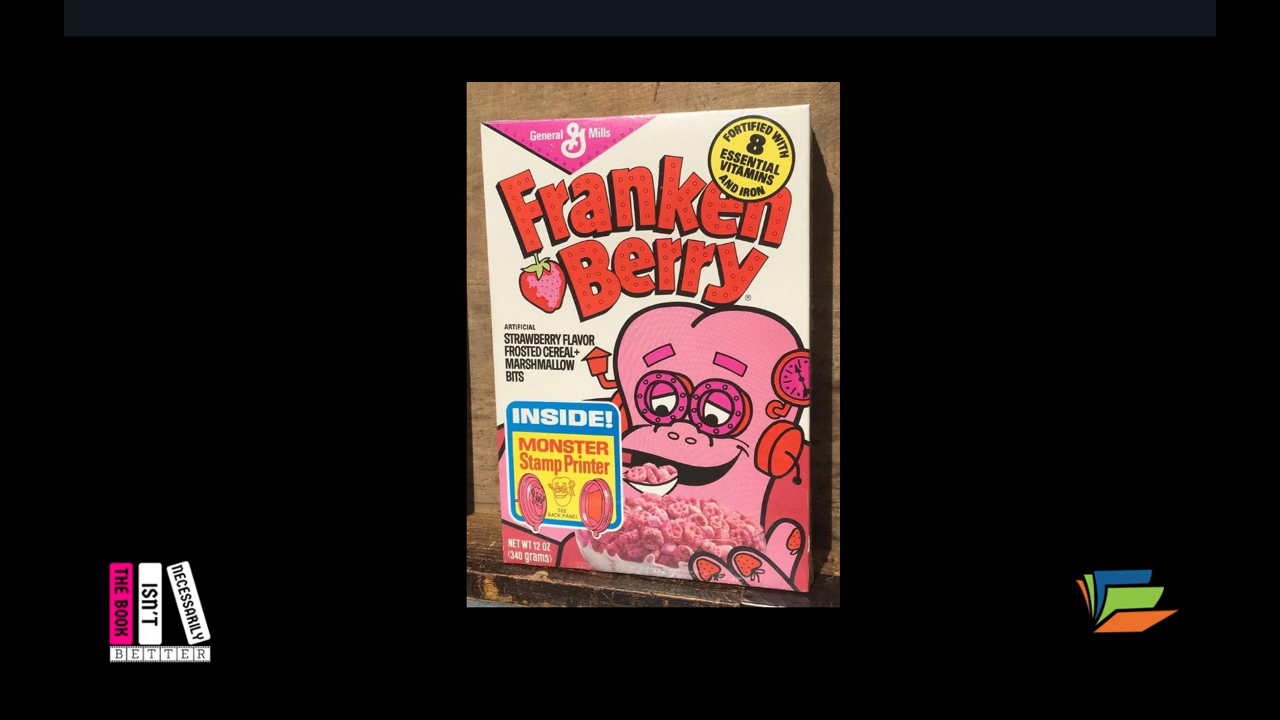 General Mills
FORTIFIED WITH
8
ESSENTIAL
VITAMINS
AND IRON
Franken
Berry
®
ARTIFICIAL
STRAWBERRY FLAVOR
FROSTED CEREAL+
MARSHMALLOW
BITS
INSIDE!
MONSTER
Stamp Printer
SEE
BACK PANEL
NET WT 12 OZ
(340 grams)
THE BOOK
ISN'T
NECESSARILY
BETTER